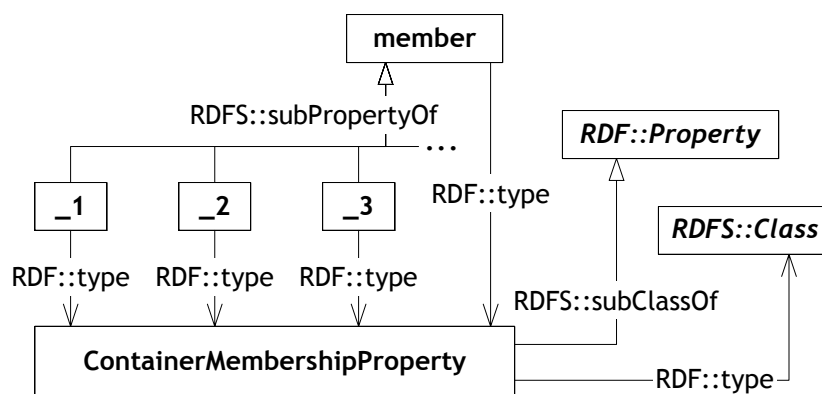 member
RDFS::subPropertyOf
...
RDF::Property
_1
_2
_3
RDF::type
RDFS::Class
RDF::type
RDF::type
RDF::type
RDFS::subClassOf
ContainerMembershipProperty
RDF::type